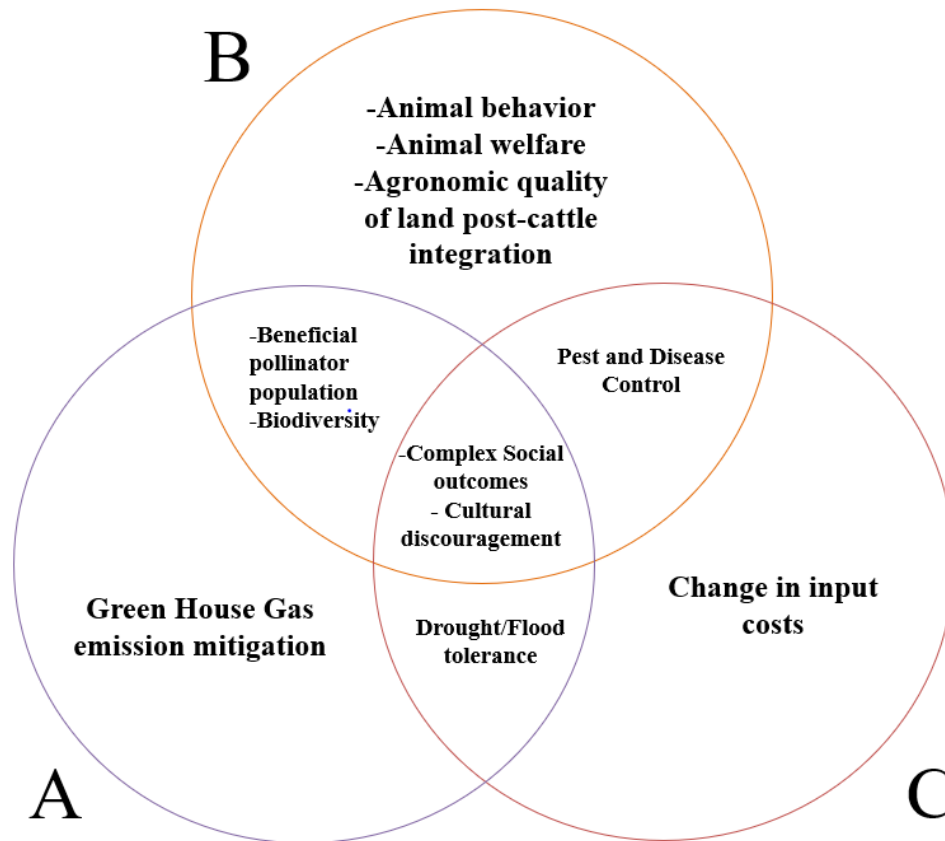 B
-Animal behavior
-Animal welfare
-Agronomic quality
of land post-cattle
integration
-Beneficial
pollinator
population
-Biodiversity
Pest and Disease
Control
-Complex Social
outcomes
- Cultural
discouragement
Green House Gas
emission mitigation
Drought/Flood
tolerance
Change in input
costs
A
C